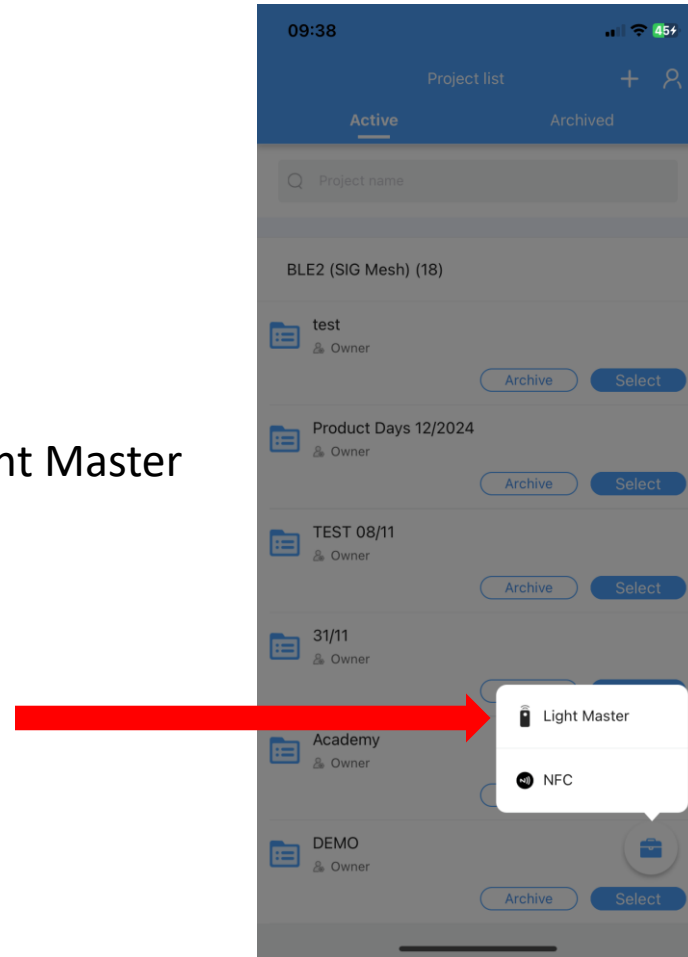 09:38
45
Project list
Active
Archived
Project name
BLE2 (SIG Mesh) (18)
test
Owner
Archive
Select
Product Days 12/2024
Owner
Archive
Select
nt Master
TEST 08/11
Owner
Archive
Select
31/11
Owner
Light Master
Academy
Owner
NFC
DEMO
Owner
Archive
Select